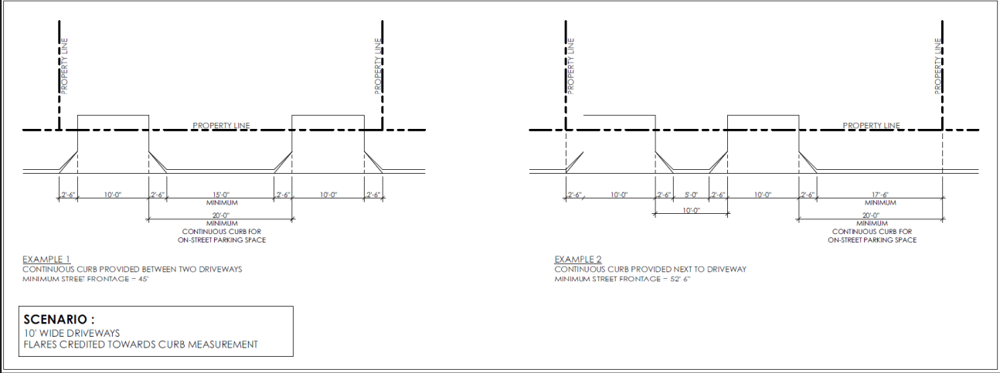 PROPERTY LINE
PROPERTY LINE
PROPERTY LINE
2'-6"
10'-0"
2'-6"
15'-0"
MINIMUM
2'-6"
10'-0"
2'-6"
20'-0"
MINIMUM
CONTINUOUS CURB FOR
ON-STREET PARKING SPACE
EXAMPLE 1
CONTINUOUS CURB PROVIDED BETWEEN TWO DRIVEWAYS
MINIMUM STREET FRONTAGE = 45'
PROPERTY LINE
PROPERTY LINE
PROPERTY LINE
2'-6"
10'-0"
2'-6"
5'-0"
2'-6"
10'-0"
2'-6"
17'-6"
MINIMUM
10'-0"
20'-0"
MINIMUM
CONTINUOUS CURB FOR
ON-STREET PARKING SPACE
EXAMPLE 2
CONTINUOUS CURB PROVIDED NEXT TO DRIVEWAY
MINIMUM STREET FRONTAGE = 52' 6"
SCENARIO :
10' WIDE DRIVEWAYS
FLARES CREDITED TOWARDS CURB MEASUREMENT